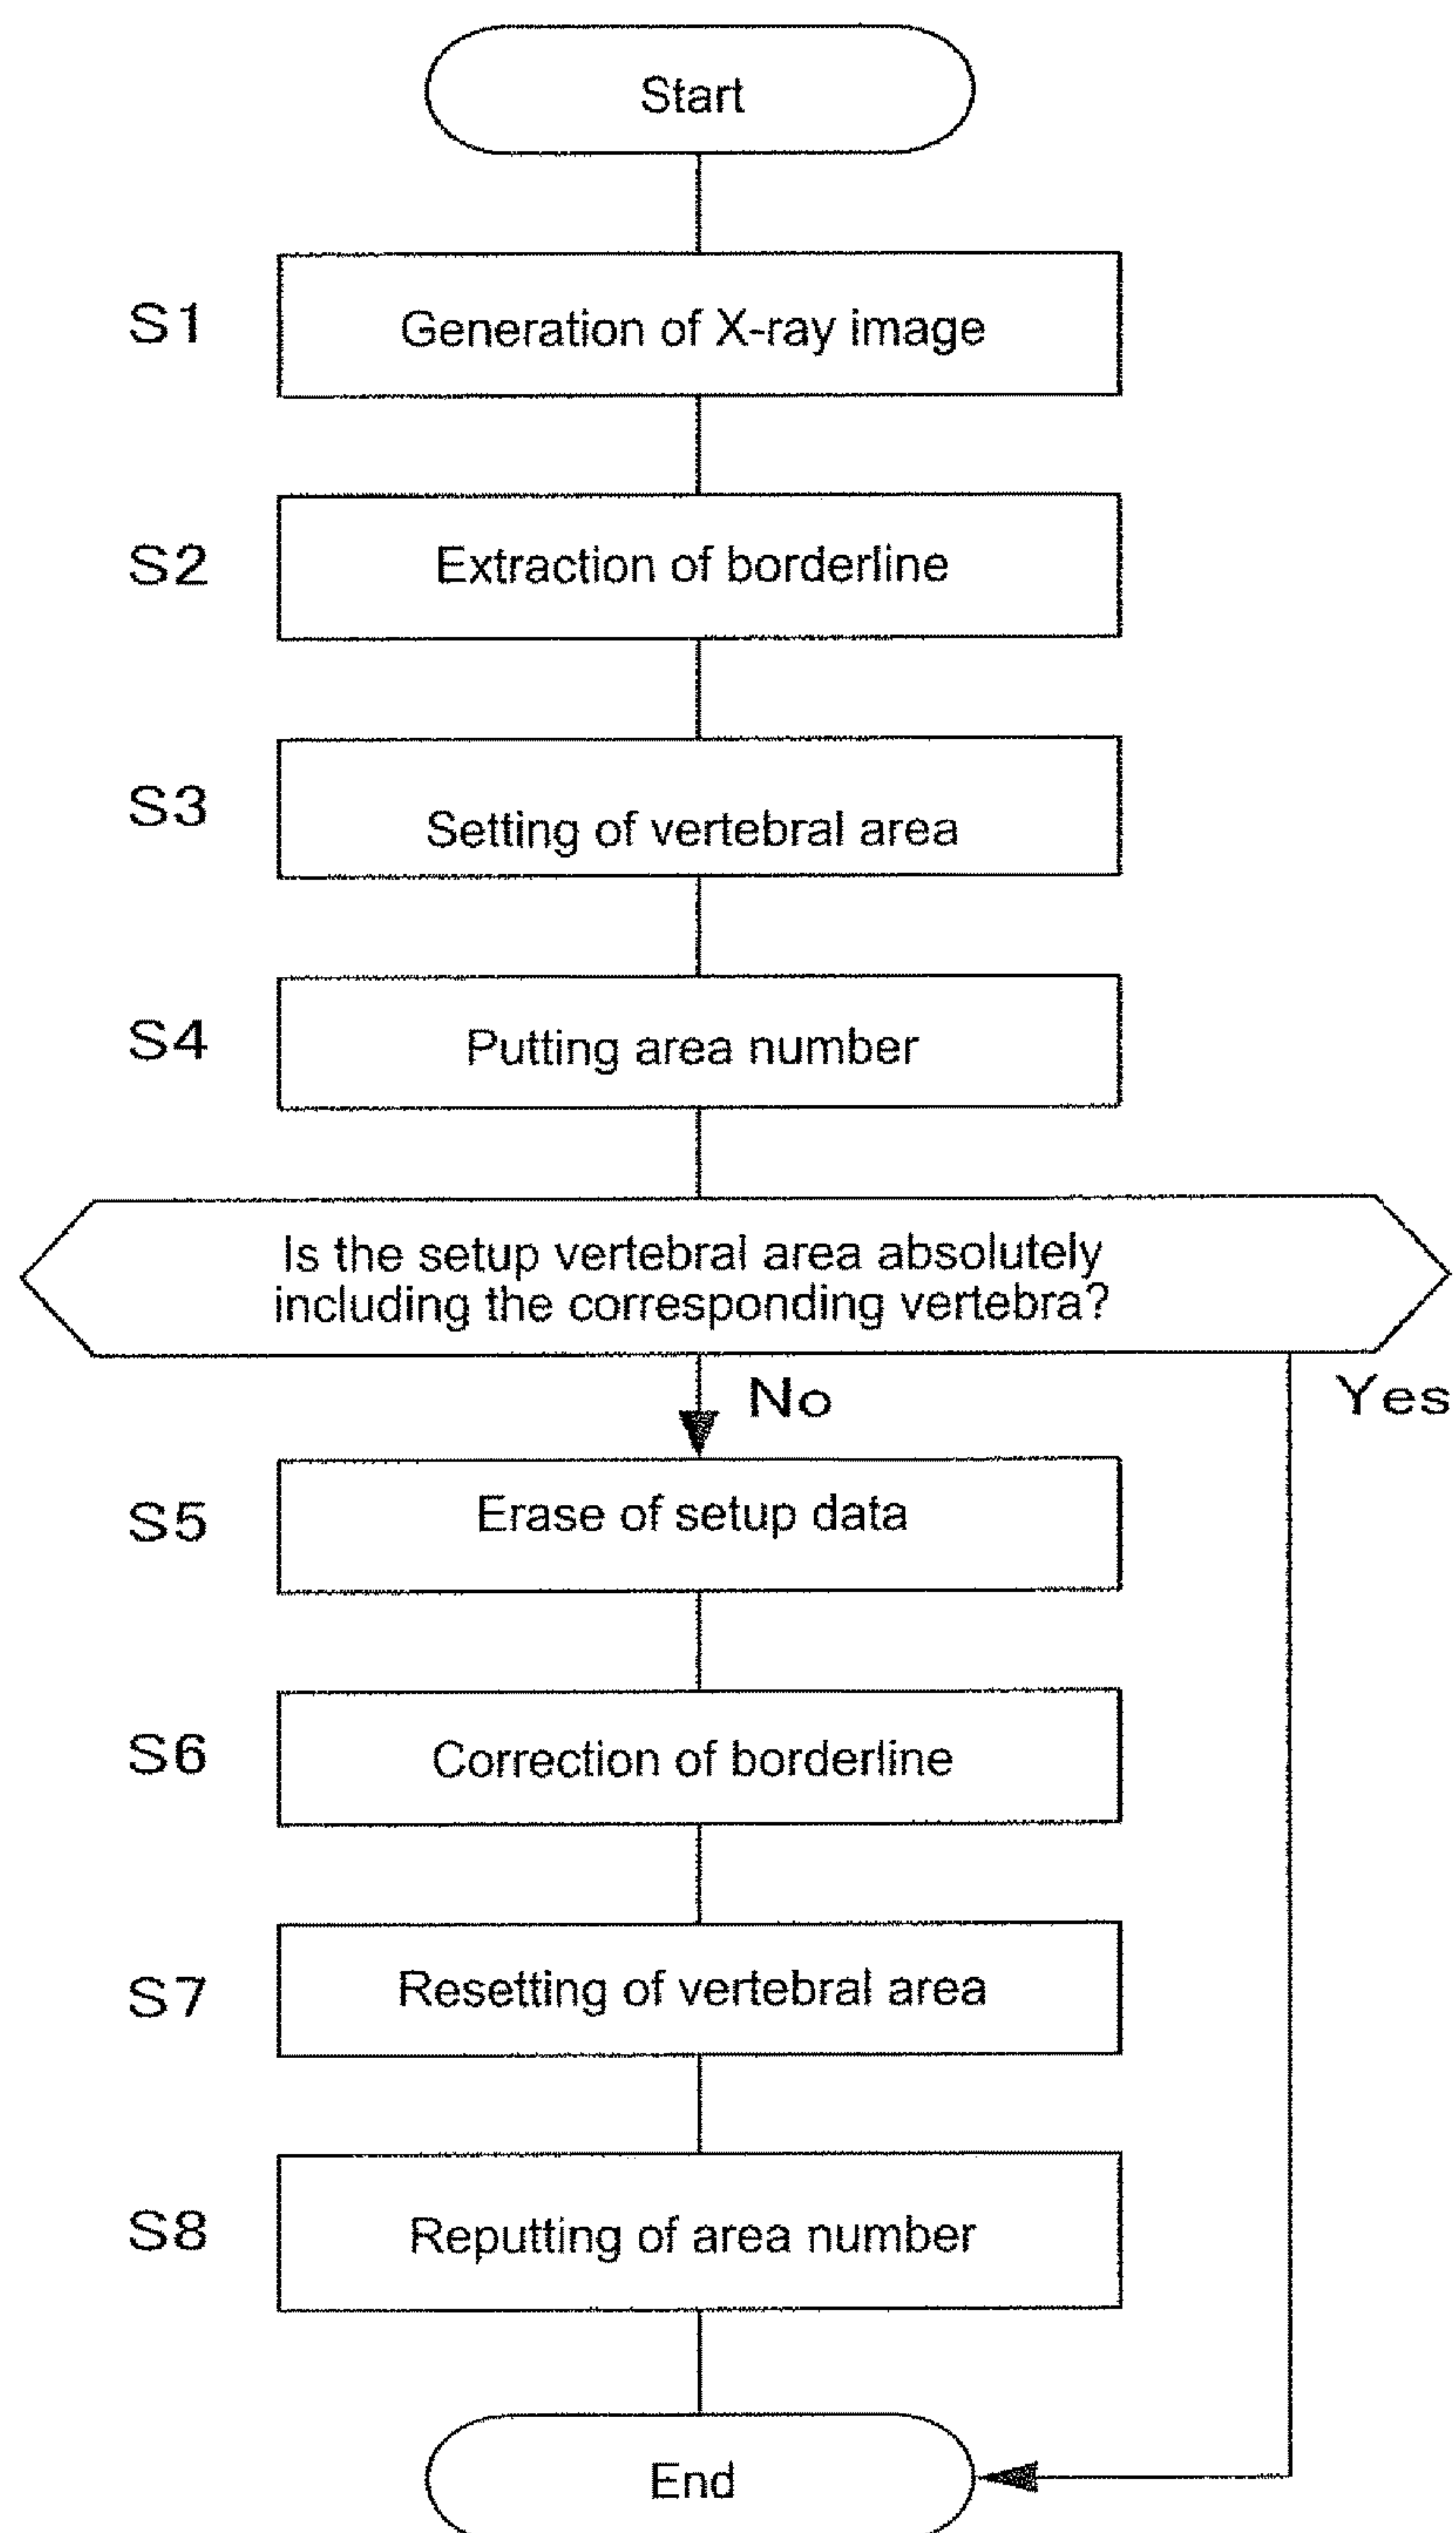 Start
S1 Generation of X-ray image
S2 Extraction of borderline
S3 Setting of vertebral area
S4 Putting area number
Is the setup vertebral area absolutely
including the corresponding vertebra?
No
Yes
S5 Erase of setup data
S6 Correction of borderline
S7 Resetting of vertebral area
S8 Reputting of area number
End